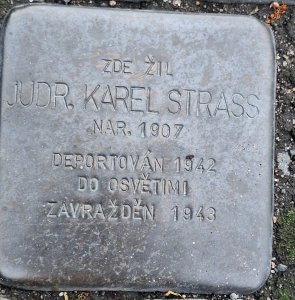 ZDE ŽIL
JUDR. KAREL STRASS
NAR. 1907
DEPORTOVÁN 1942
DO OSVĚTIMI
ZAVRAŽDĚN 1943